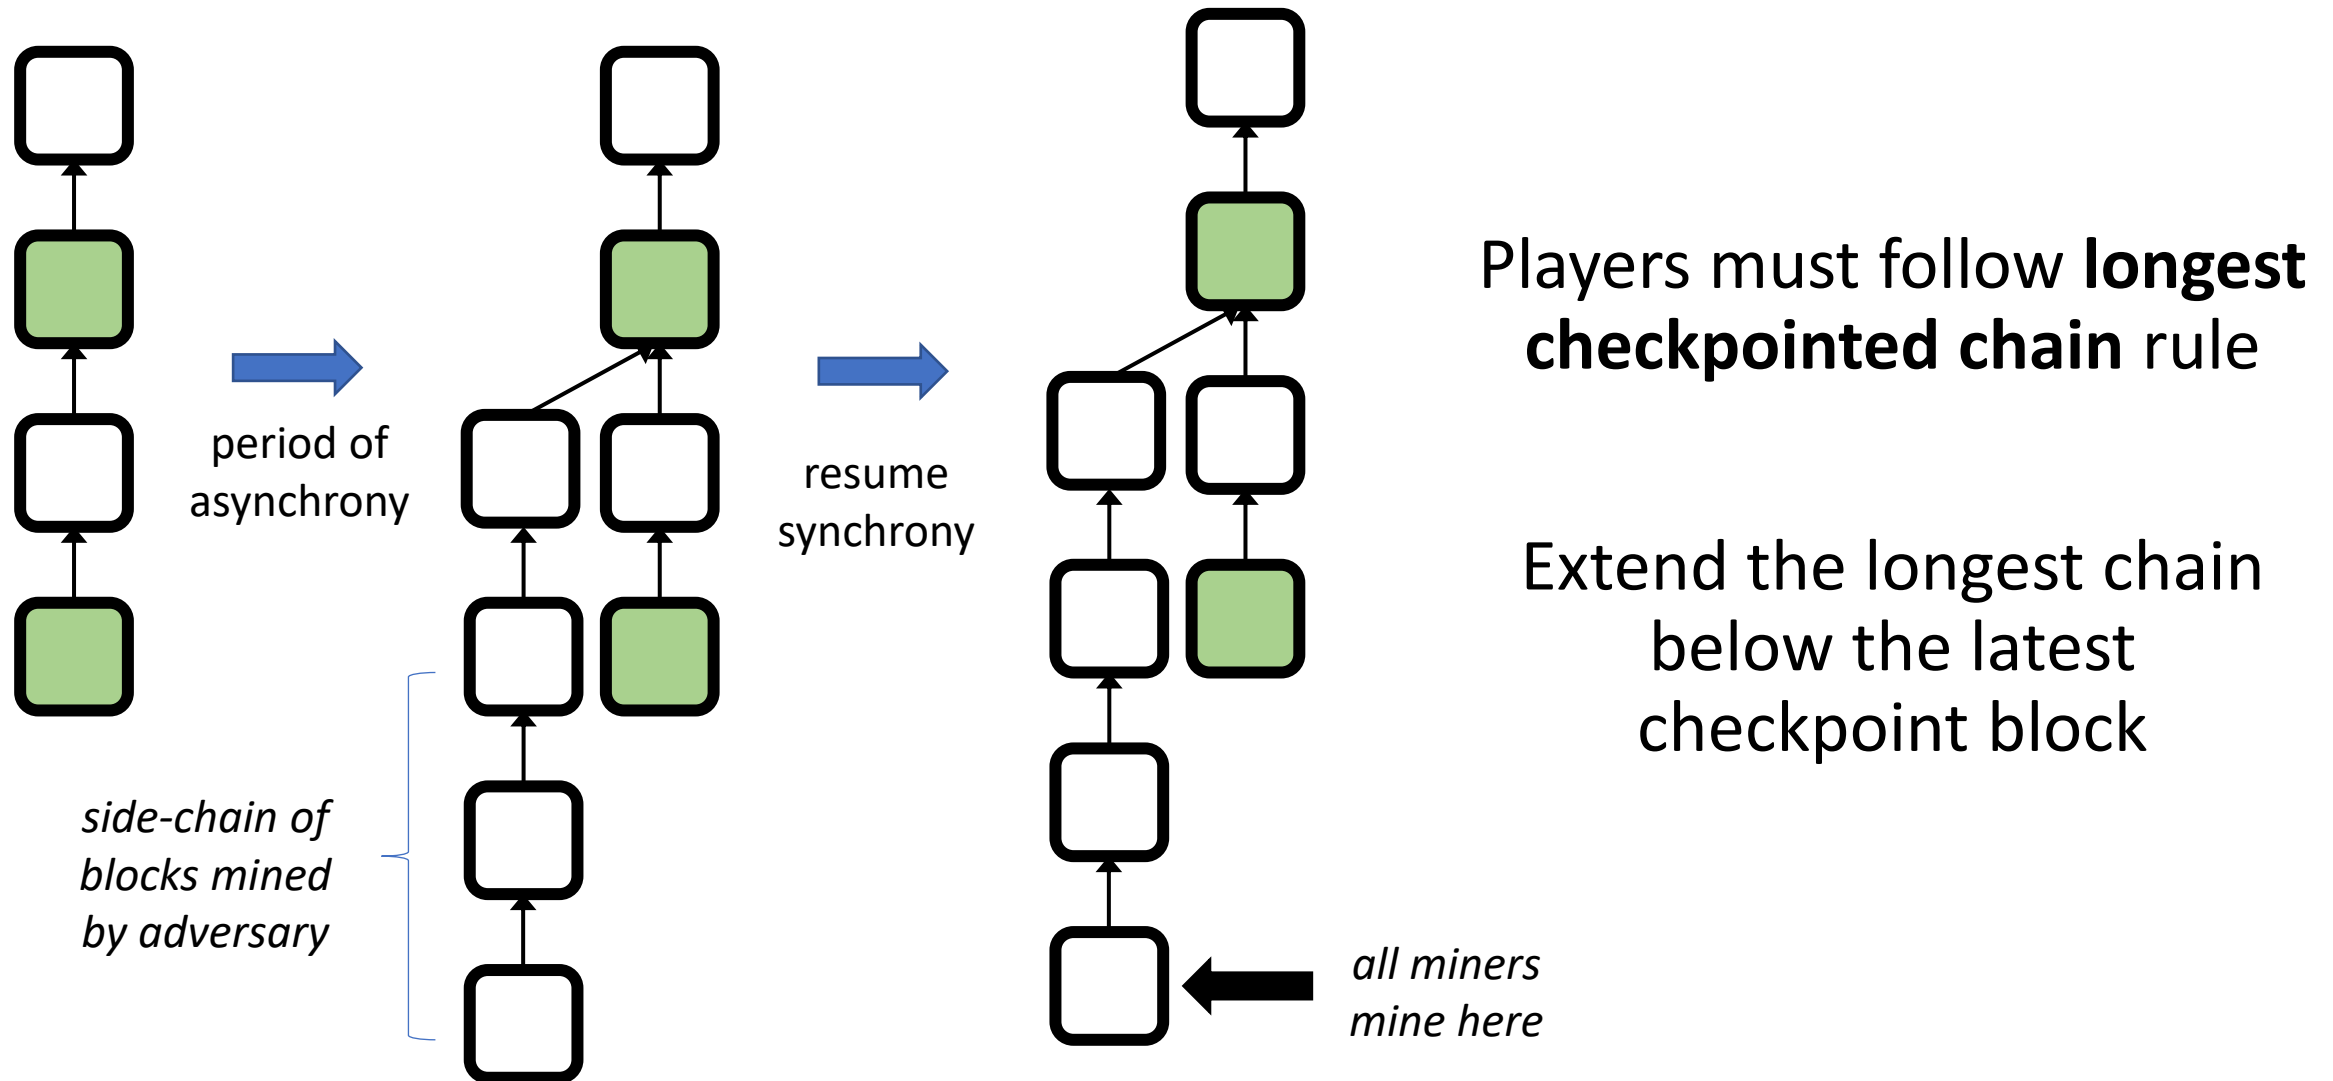 period of
asynchrony
side-chain of
blocks mined
by adversary
resume
synchrony
all miners
mine here
Players must follow longest
checkpointed chain rule
Extend the longest chain
below the latest
checkpoint block